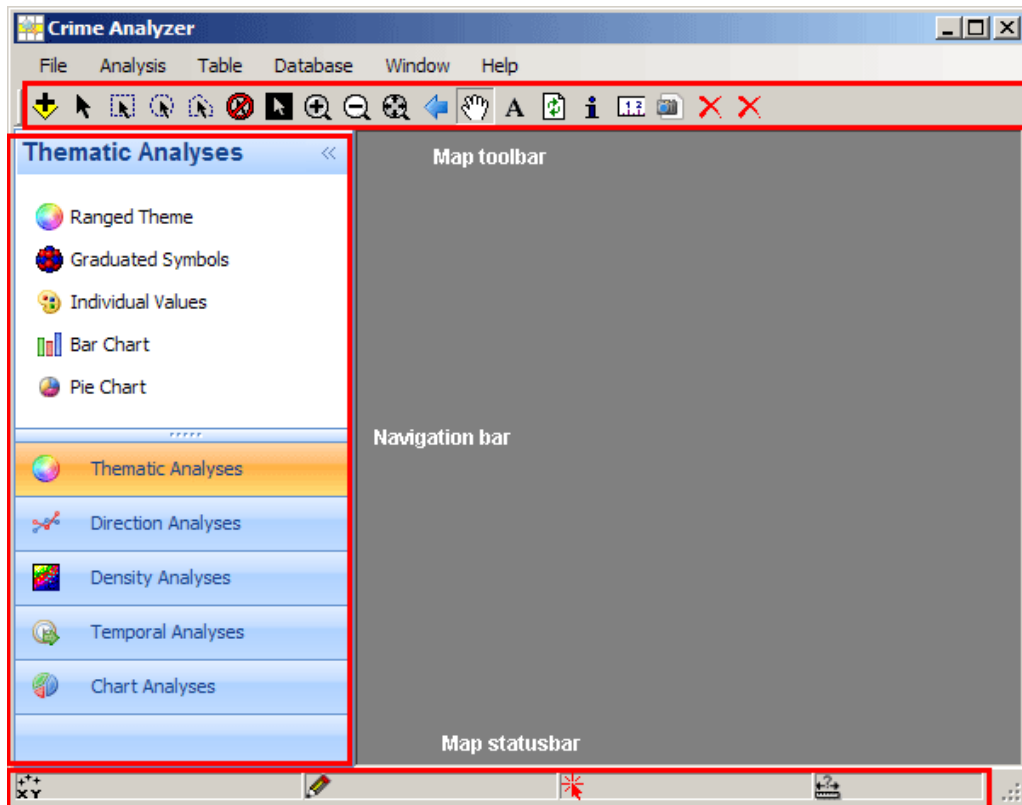 Crime Analyzer
File Analysis Table Database Window Help
A
Thematic Analyses
Map toolbar
Ranged Theme
Graduated Symbols
Individual Values
Bar Chart
Pie Chart
Navigation bar
Thematic Analyses
Direction Analyses
Density Analyses
Temporal Analyses
Chart Analyses
Map statusbar
X Y